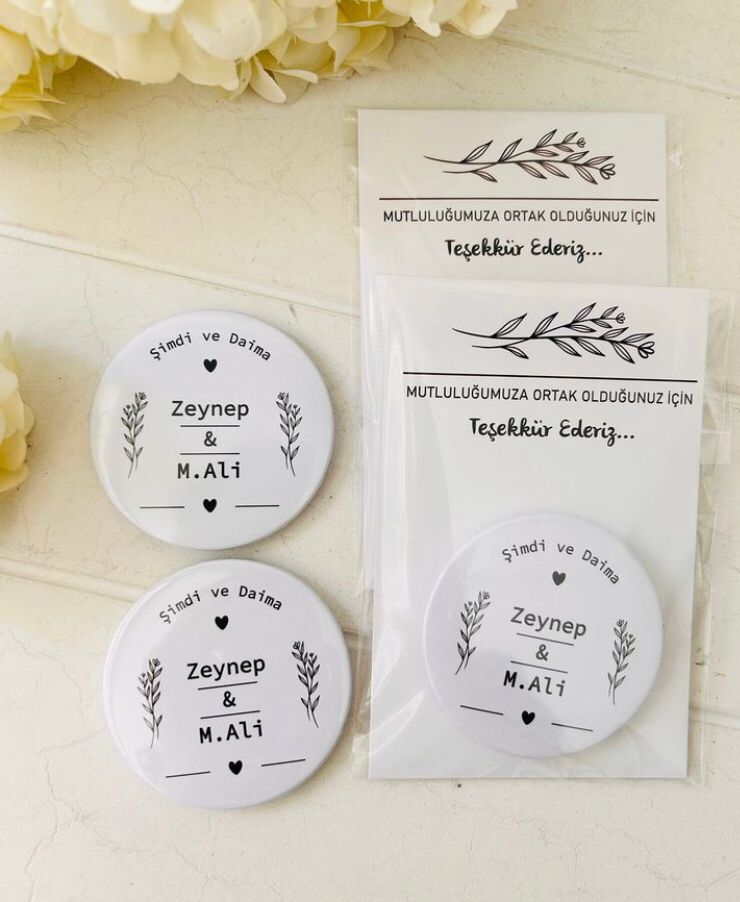 MUTLULUĞUMUZA ORTAK OLDUĞUNUZ İÇİN
Teşekkür Ederiz...
MUTLULUĞUMUZA ORTAK OLDUĞUNUZ İÇİN
Teşekkür Ederiz...
Şimdi ve Daima
Zeynep
&
M.Ali
Şimdi ve Daima
Zeynep
&
M.Ali
Şimdi ve Daima
Zeynep
&
M.Ali